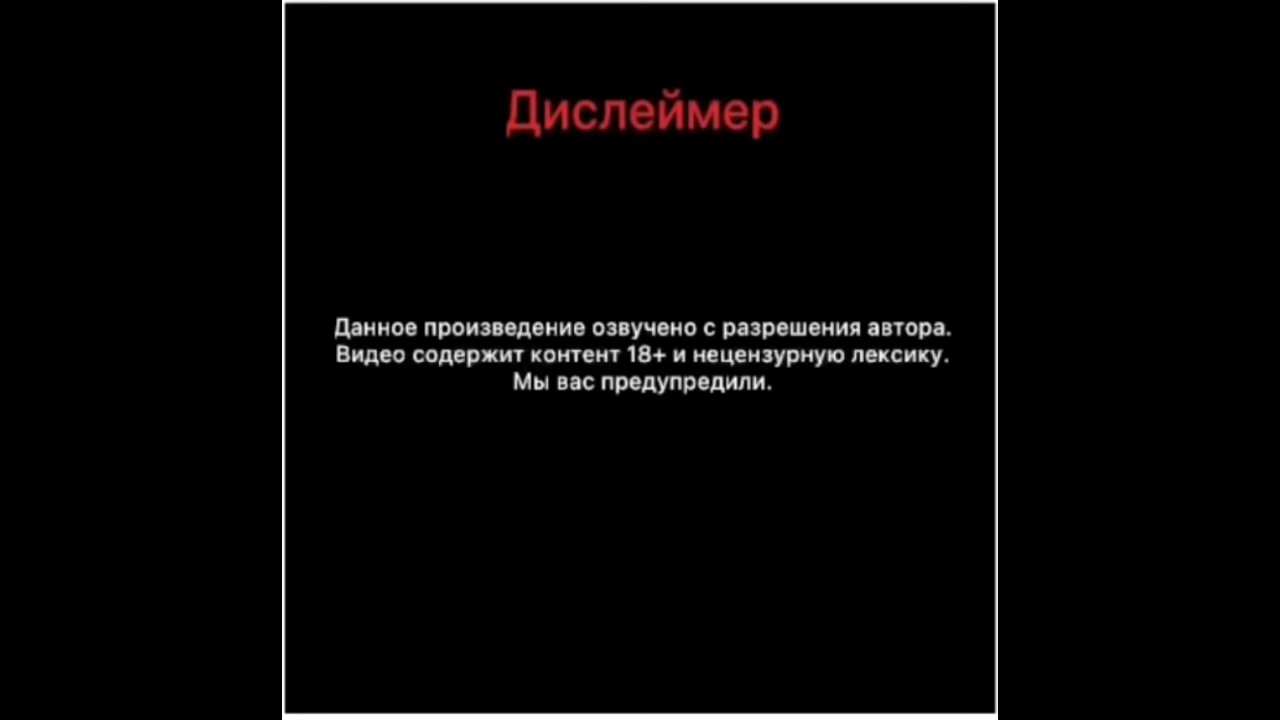 Дислеймер
Данное произведение озвучено с разрешения автора.
Видео содержит контент 18+ и нецензурную лексику.
Мы вас предупредили.